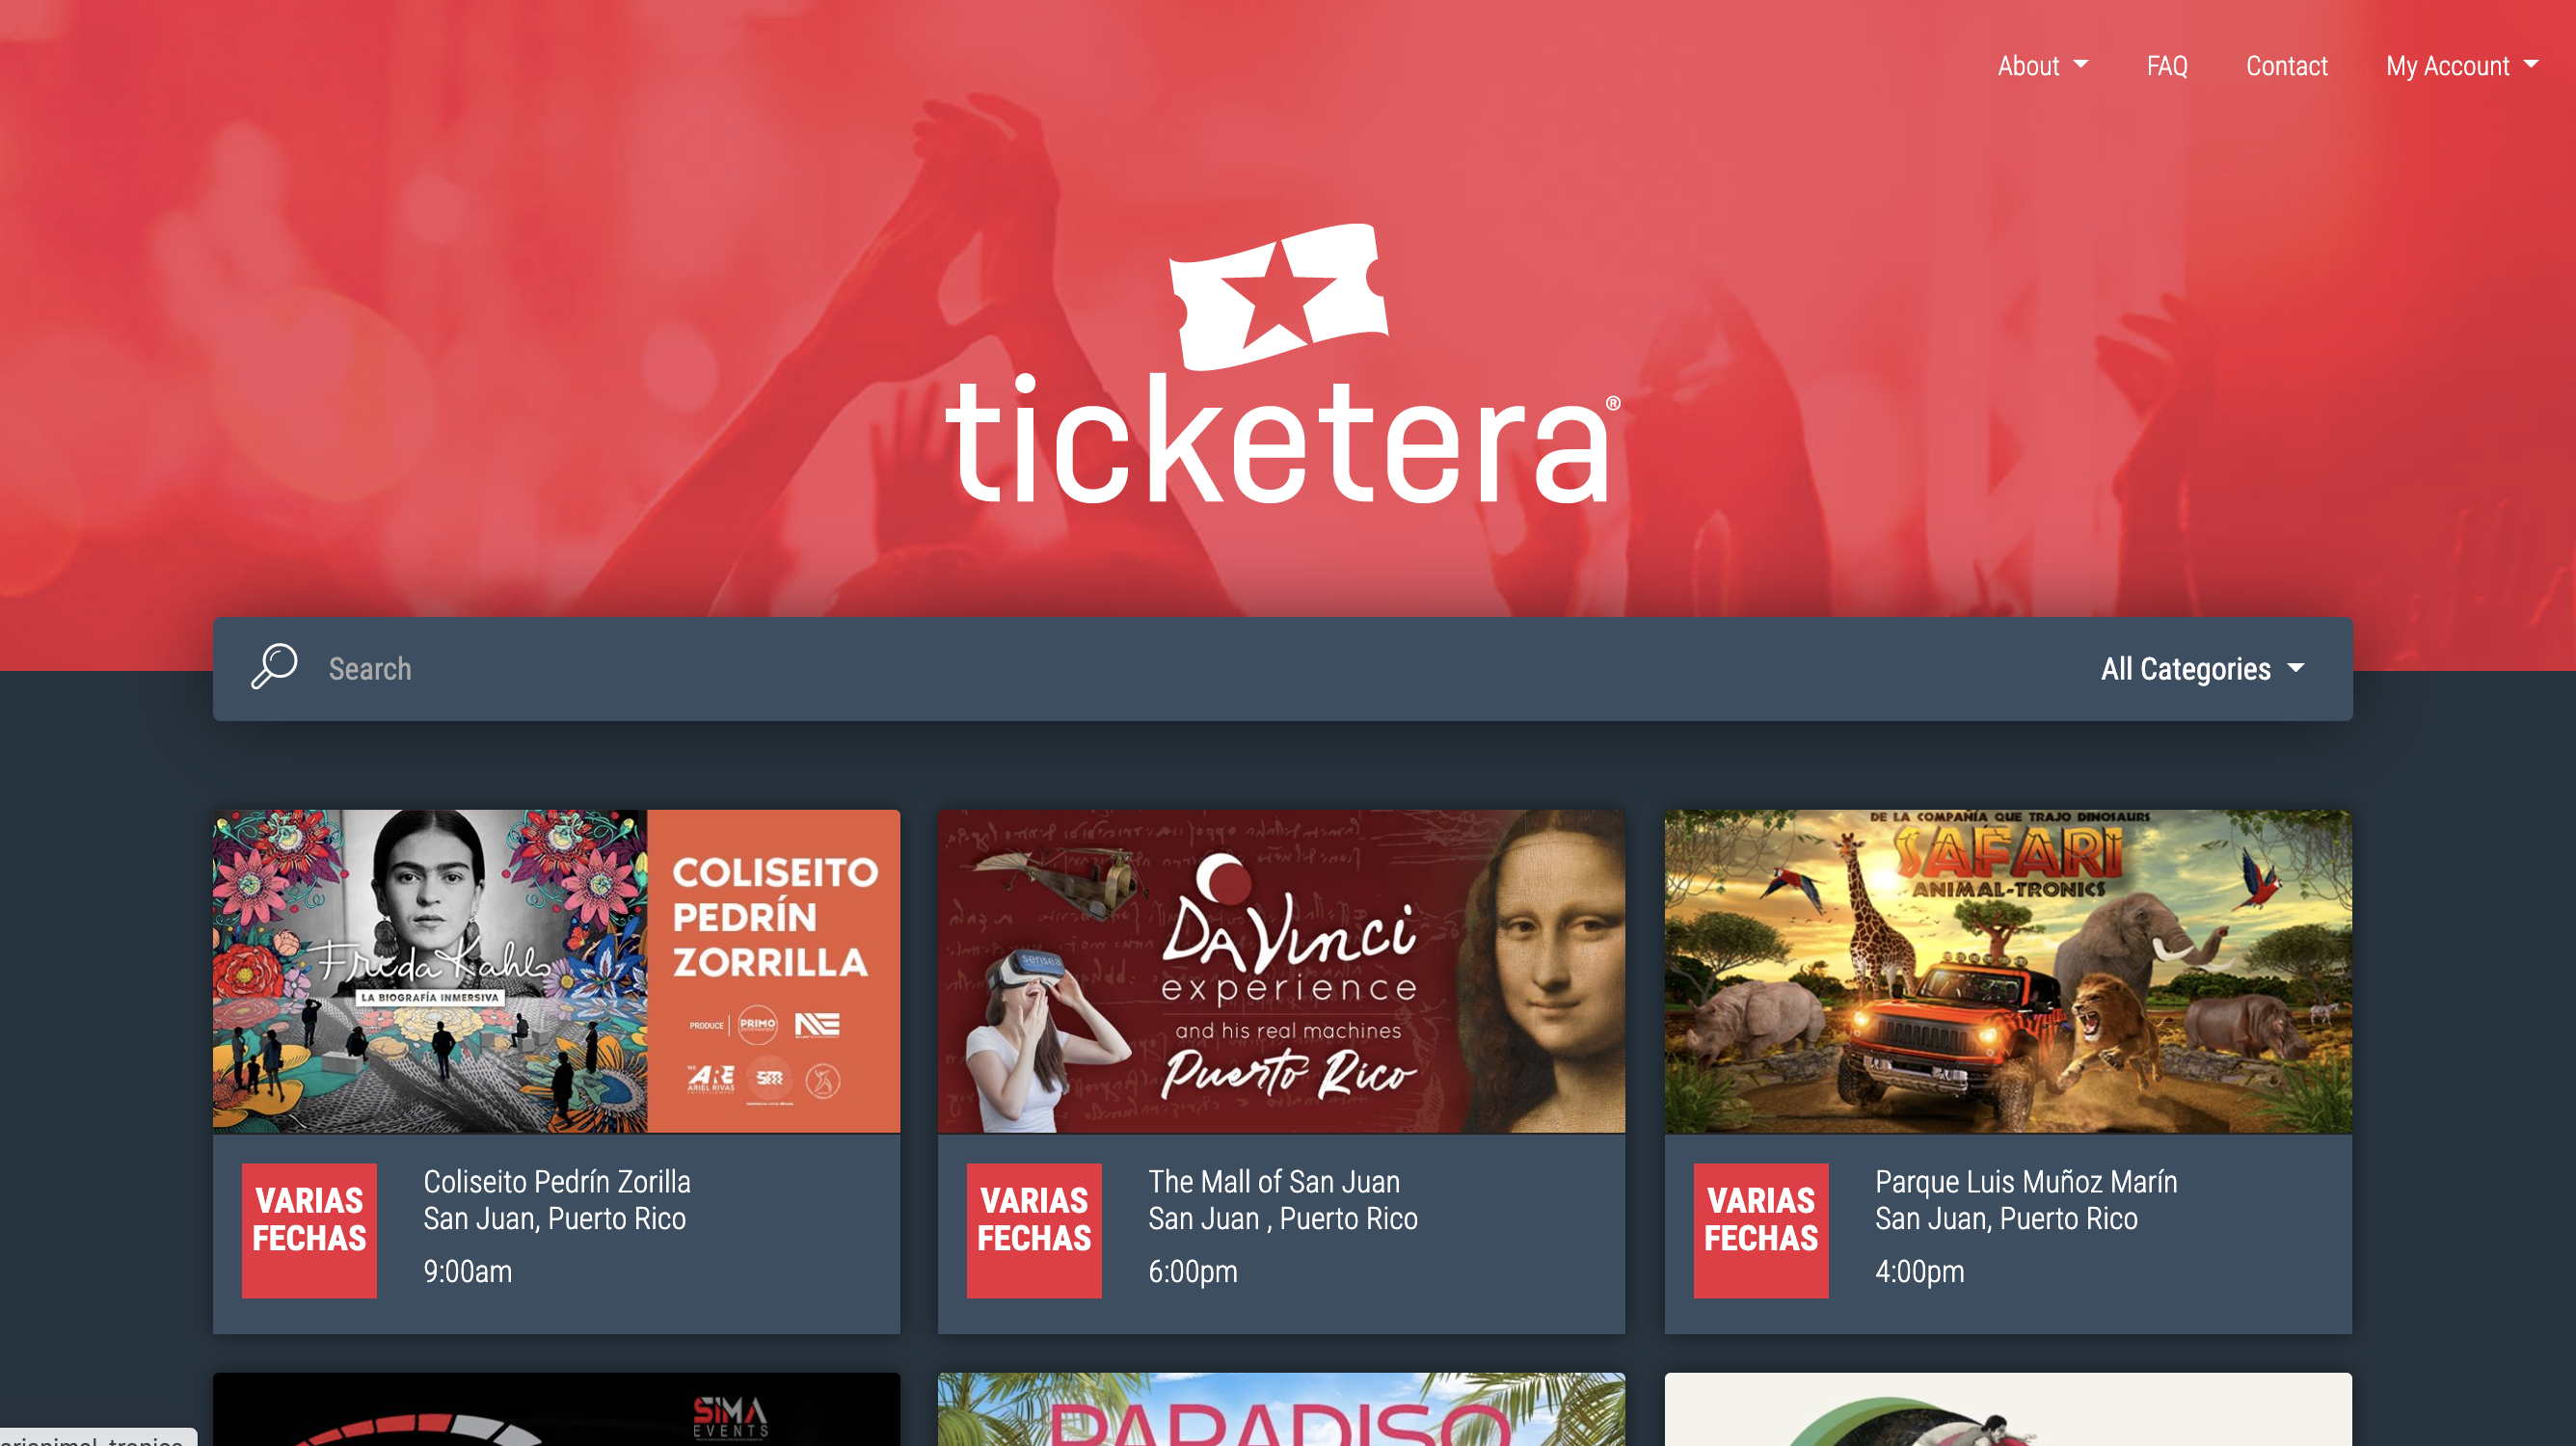 About
FAQ
Contact
My Account
ticketera®
Search
All Categories
Frida Kahlo
LA BIOGRAFÍA INMERSIVA
COLISEITO
PEDRÍN
ZORRILLA
PRODUCE
PRIMO
ARE
ARIEL RIVAS
DAVinci
experience
and his real machines
Puerto Rico
DE LA COMPAÑÍA QUE TRAJO DINOSAURS
SAFARI
ANIMAL-TRONICS
VARIAS
FECHAS
Coliseito Pedrín Zorilla
San Juan, Puerto Rico
9:00am
VARIAS
FECHAS
The Mall of San Juan
San Juan , Puerto Rico
6:00pm
VARIAS
FECHAS
Parque Luis Muñoz Marín
San Juan, Puerto Rico
4:00pm
SIMA
EVENTS
PARADISO